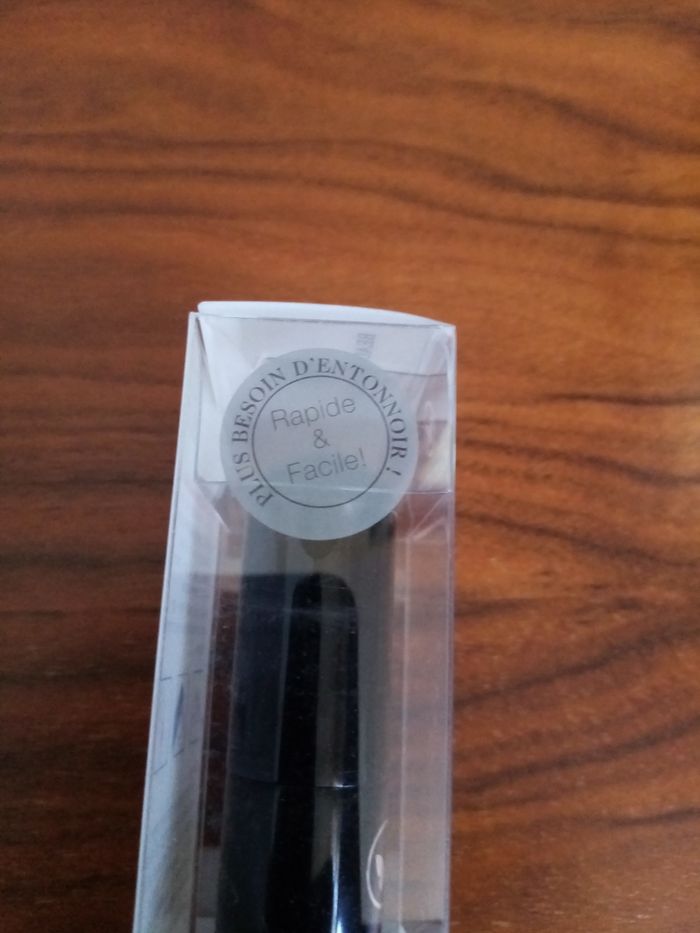 PLUS BESOIN D'ENTONNOIR !
Rapide
&
Facile!